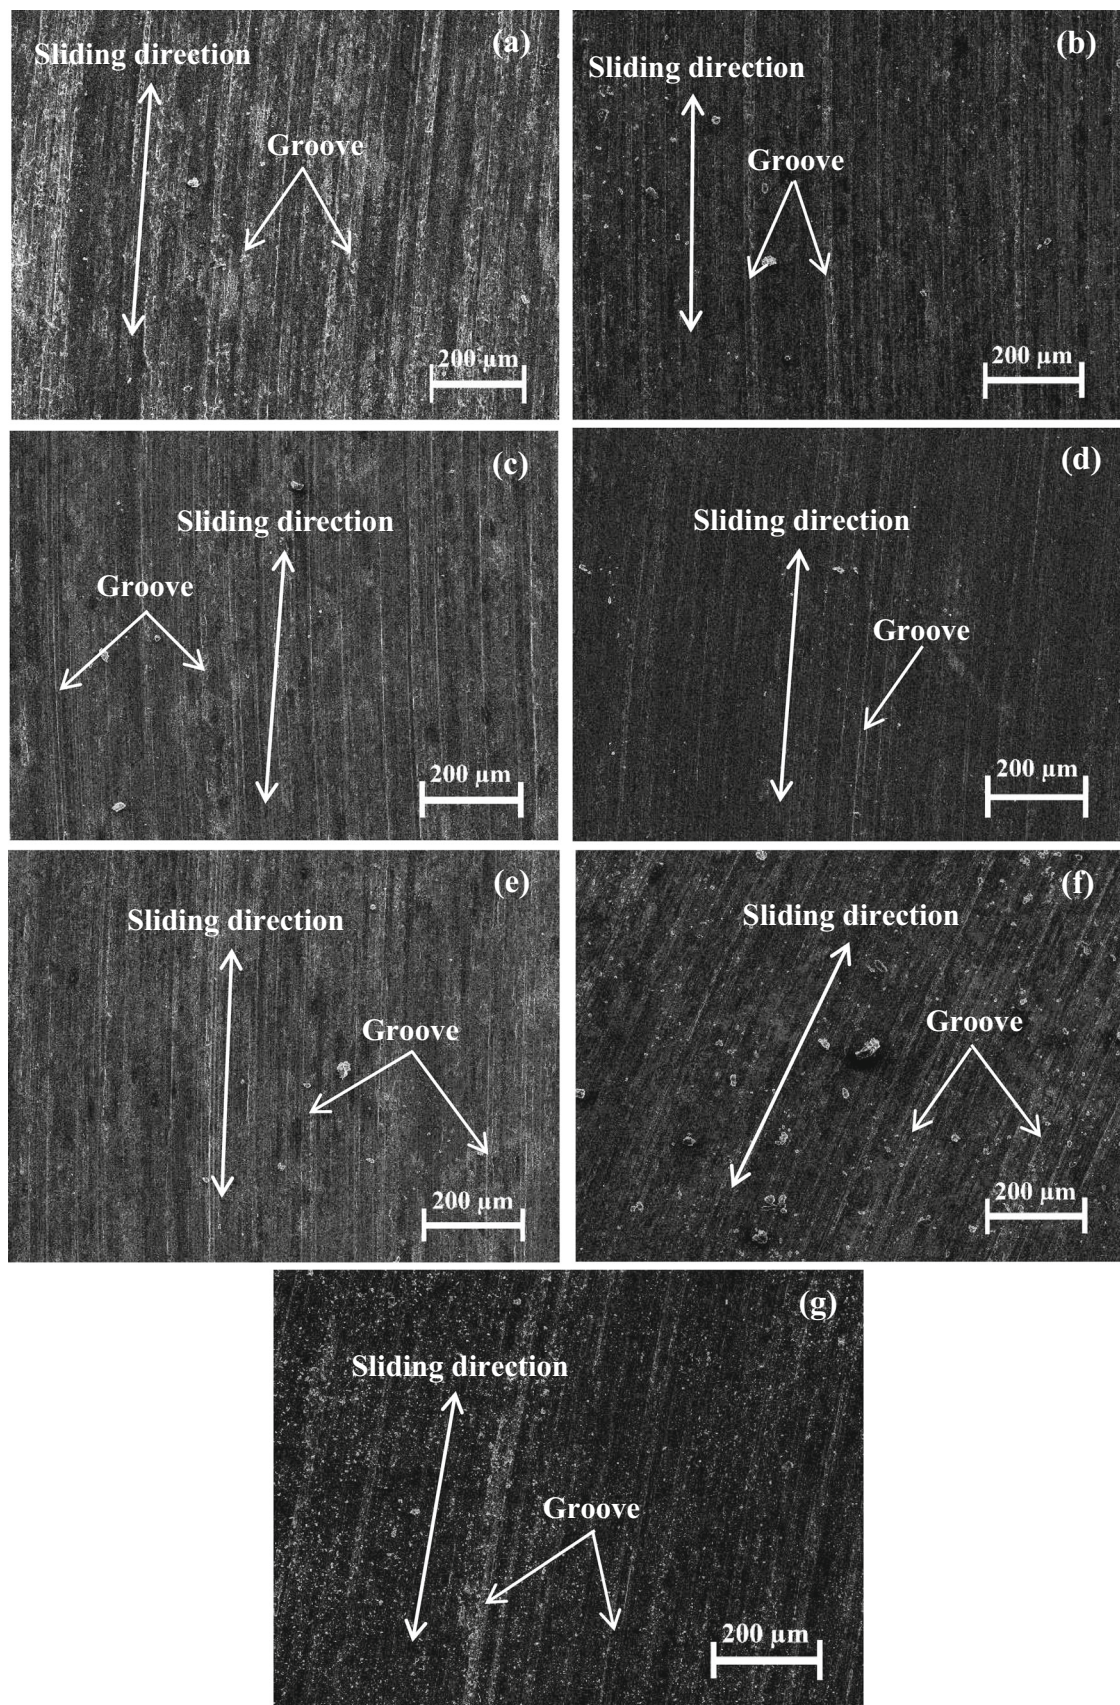 (a)
Sliding direction
Groove
200 µm
(b)
Sliding direction
Groove
200 µm
(c)
Sliding direction
Groove
200 µm
(d)
Sliding direction
Groove
200 µm
(e)
Sliding direction
Groove
200 µm
(f)
Sliding direction
Groove
200 µm
(g)
Sliding direction
Groove
200 µm